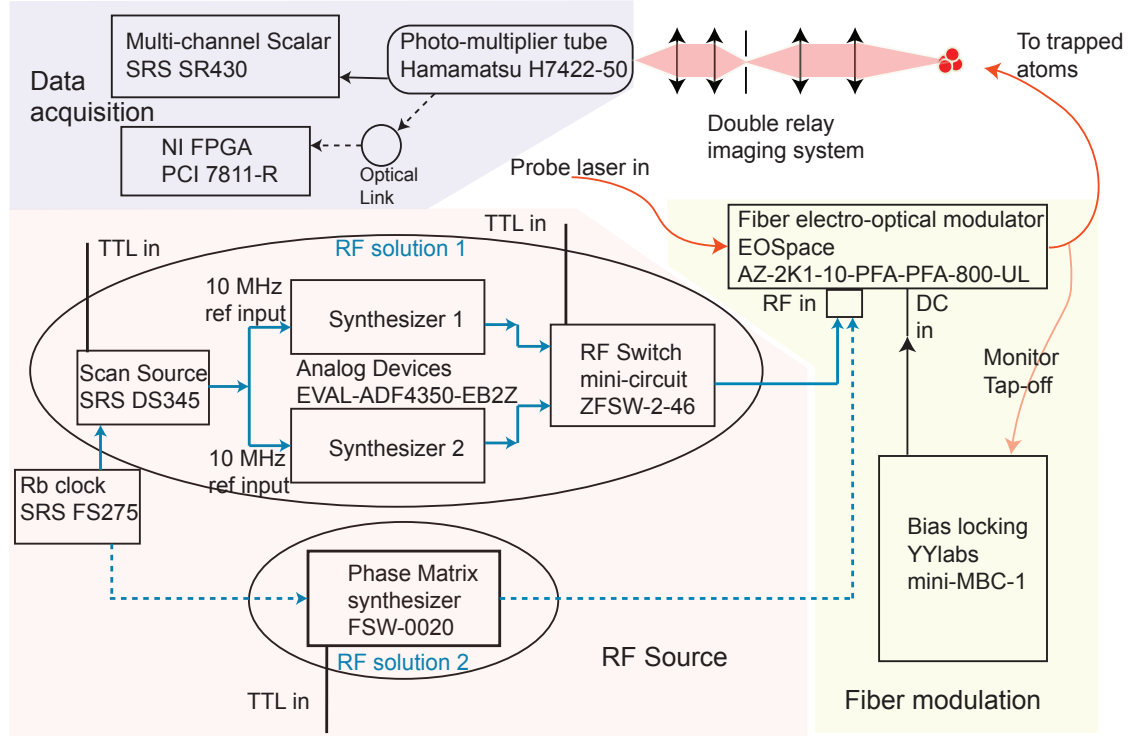 Multi-channel Scalar
SRS SR430
Photo-multiplier tube
Hamamatsu H7422-50
To trapped
atoms
Data
acquisition
NI FPGA
PCI 7811-R
Optical
Link
Double relay
imaging system
Probe laser in
Fiber electro-optical modulator
EOSpace
AZ-2K1-10-PFA-PFA-800-UL
RF in
DC
in
Monitor
Tap-off
TTL in
RF solution 1
TTL in
10 MHz
ref input
Synthesizer 1
Scan Source
SRS DS345
Analog Devices
EVAL-ADF4350-EB2Z
RF Switch
mini-circuit
ZFSW-2-46
Synthesizer 2
10 MHz
ref input
Rb clock
SRS FS275
Bias locking
YYlabs
mini-MBC-1
Phase Matrix
synthesizer
FSW-0020
RF solution 2
RF Source
TTL in
Fiber modulation